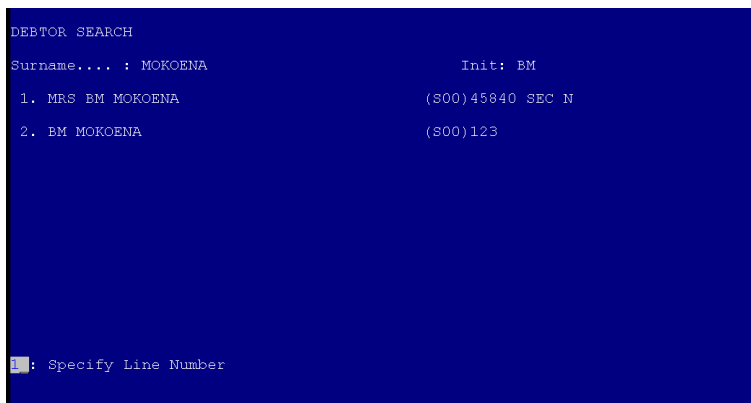 DEBTOR SEARCH
Surname.... : MOKOENA Init: BM
1. MRS BM MOKOENA (S00)45840 SEC N
2. BM MOKOENA (S00)123
1_: Specify Line Number